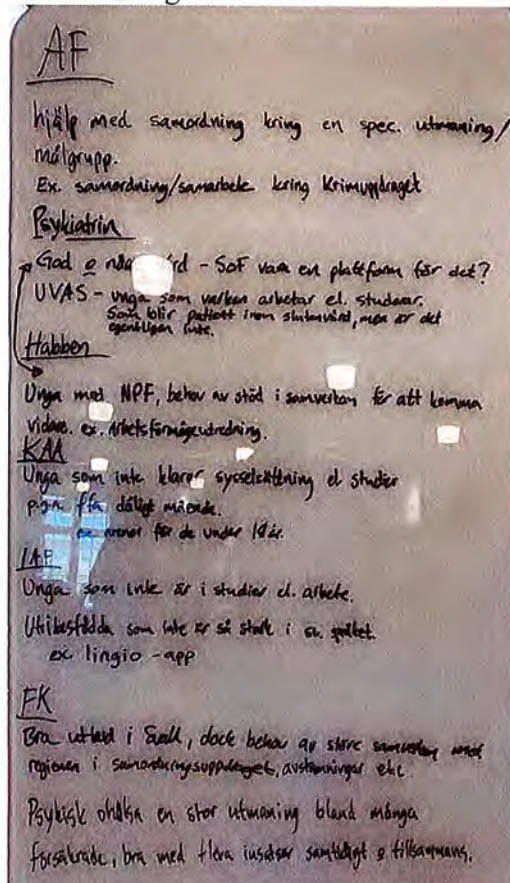 AF
hjälp med samordning kring en spec. utmaning/
målgrupp.
Ex. samordning/samarbete kring Krimuppdraget
Psykiatrin
God o nära vård - SoF vara en plattform för det?
UVAS - unga som varken arbetar el. studerar.
Som blir patient inom slutenvård, men är det
egentligen inte.
Habben
Unga med NPF, behov av stöd i samverkan för att komma
vidare. ex. Arbetsförmågeutredning.
KAA
Unga som inte klarar sysselsättning el studier
p.g.a ffa dåligt mående.
ex. arenor för de under 18 år.
IAF
Unga som inte är i studier el. arbete.
Utrikesfödda som inte är så stark i sv. språket.
ex. lingio - app
FK
Bra utbud i, dock behov av större samverkan med
regionen i samordningsuppdraget, avstämningar etc
Psykisk ohälsa en stor utmaning bland många
försäkrade, bra med flera insatser samtidigt o tillsammans.